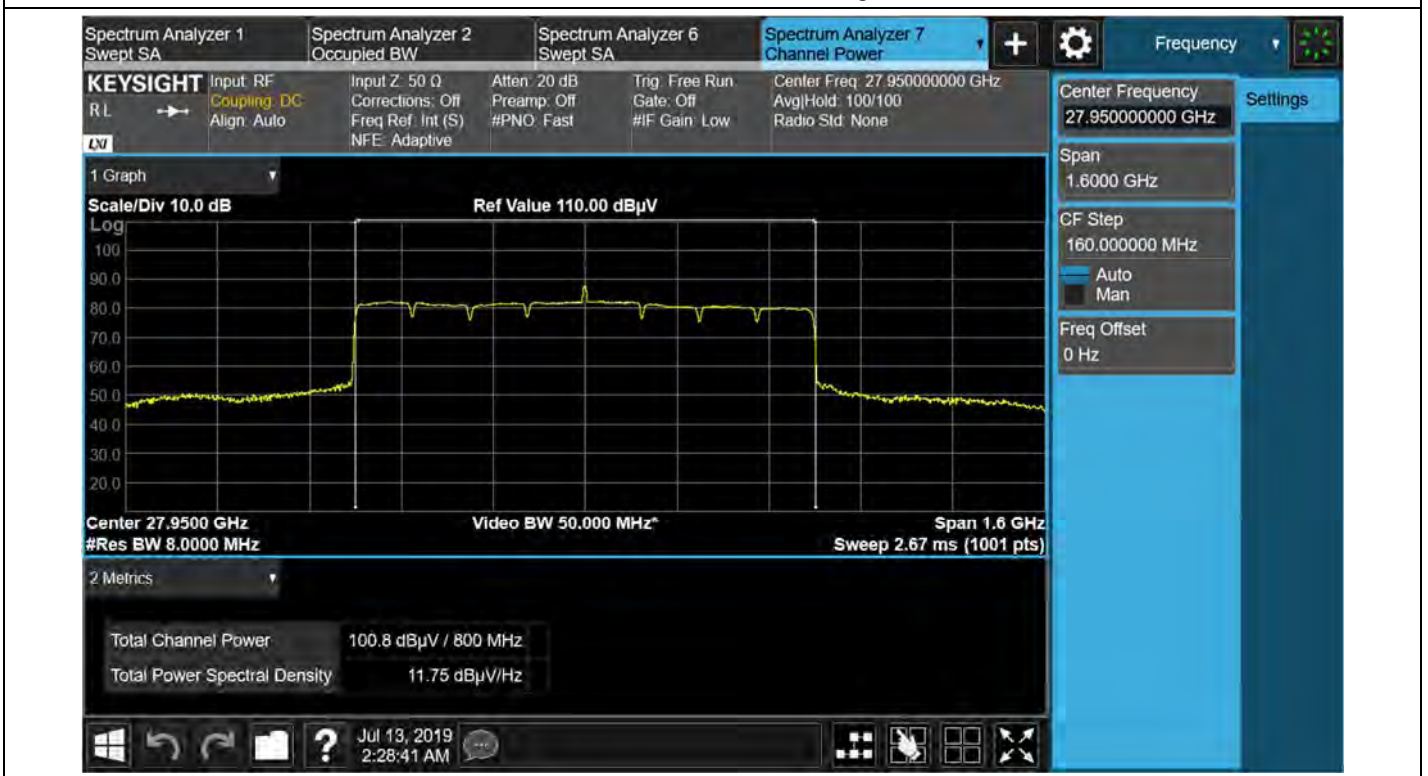 Spectrum Analyzer 1
Swept SA
Spectrum Analyzer 2
Occupied BW
Spectrum Analyzer 6
Swept SA
Spectrum Analyzer 7
Channel Power
+
Frequency
KEYSIGHT
RL
LXI
Input: RF
Coupling: DC
Align: Auto
Input Z: 50 Ω
Corrections: Off
Freq Ref: Int (S)
NFE: Adaptive
Atten: 20 dB
Preamp: Off
#PNO: Fast
Trig: Free Run
Gate: Off
#IF Gain: Low
Center Freq: 27.950000000 GHz
Avg|Hold: 100/100
Radio Std: None
Center Frequency
27.950000000 GHz
Settings
Span
1.6000 GHz
CF Step
160.000000 MHz
Auto
Man
Freq Offset
0 Hz
1 Graph
Scale/Div 10.0 dB
Ref Value 110.00 dBµV
Log
100
90.0
80.0
70.0
60.0
50.0
40.0
30.0
20.0
Center 27.9500 GHz
Video BW 50.000 MHz*
Span 1.6 GHz
#Res BW 8.0000 MHz
Sweep 2.67 ms (1001 pts)
2 Metrics
Total Channel Power 100.8 dBµV / 800 MHz
Total Power Spectral Density 11.75 dBµV/Hz
?
Jul 13, 2019
2:28:41 AM